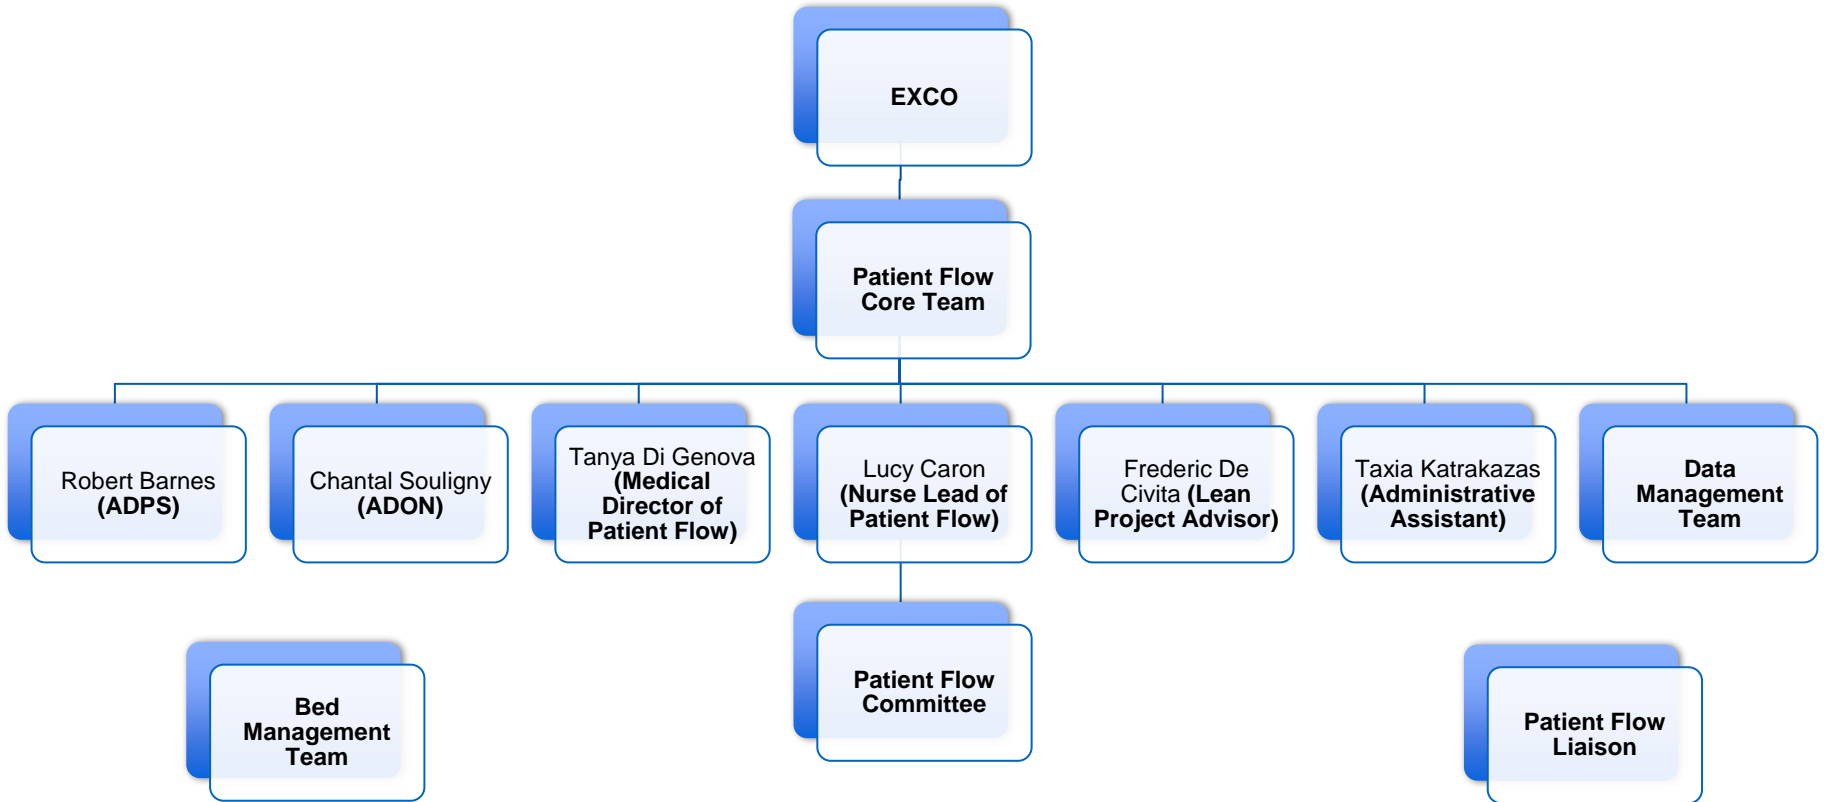 EXCO
Patient Flow
Core Team
Robert Barnes
(ADPS)
Chantal Souligny
(ADON)
Tanya Di Genova
(Medical
Director of
Patient Flow)
Lucy Caron
(Nurse Lead of
Patient Flow)
Frederic De
Civita (Lean
Project Advisor)
Taxia Katrakazas
(Administrative
Assistant)
Data
Management
Team
Bed
Management
Team
Patient Flow
Committee
Patient Flow
Liaison